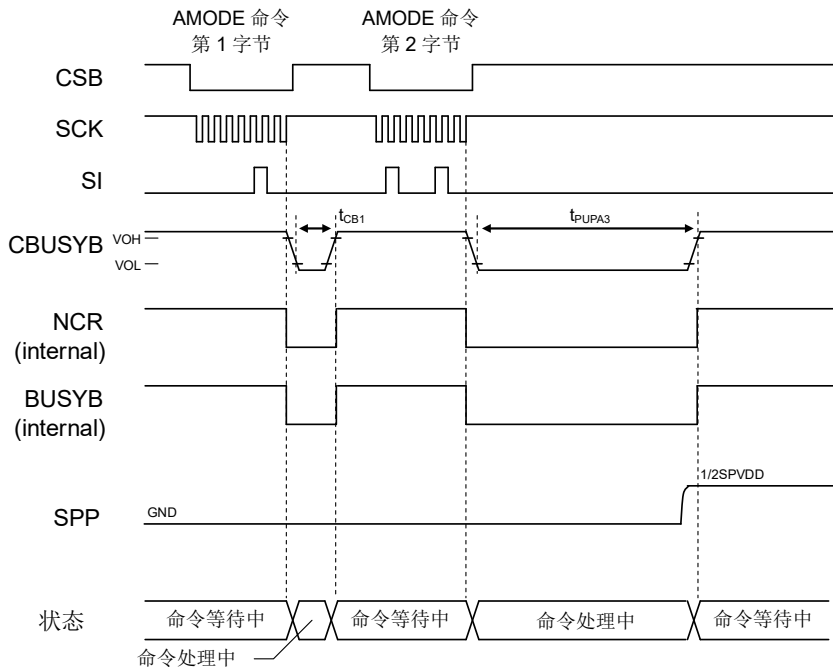 AMODE 命令
第 1 字节
AMODE 命令
第 2 字节
CSB
SCK
SI
CBUSYB
VOH
VOL
tCB1
tPUPA3
NCR
(internal)
BUSYB
(internal)
SPP
GND
1/2SPVDD
状态
命令等待中
命令等待中
命令处理中
命令等待中
命令处理中